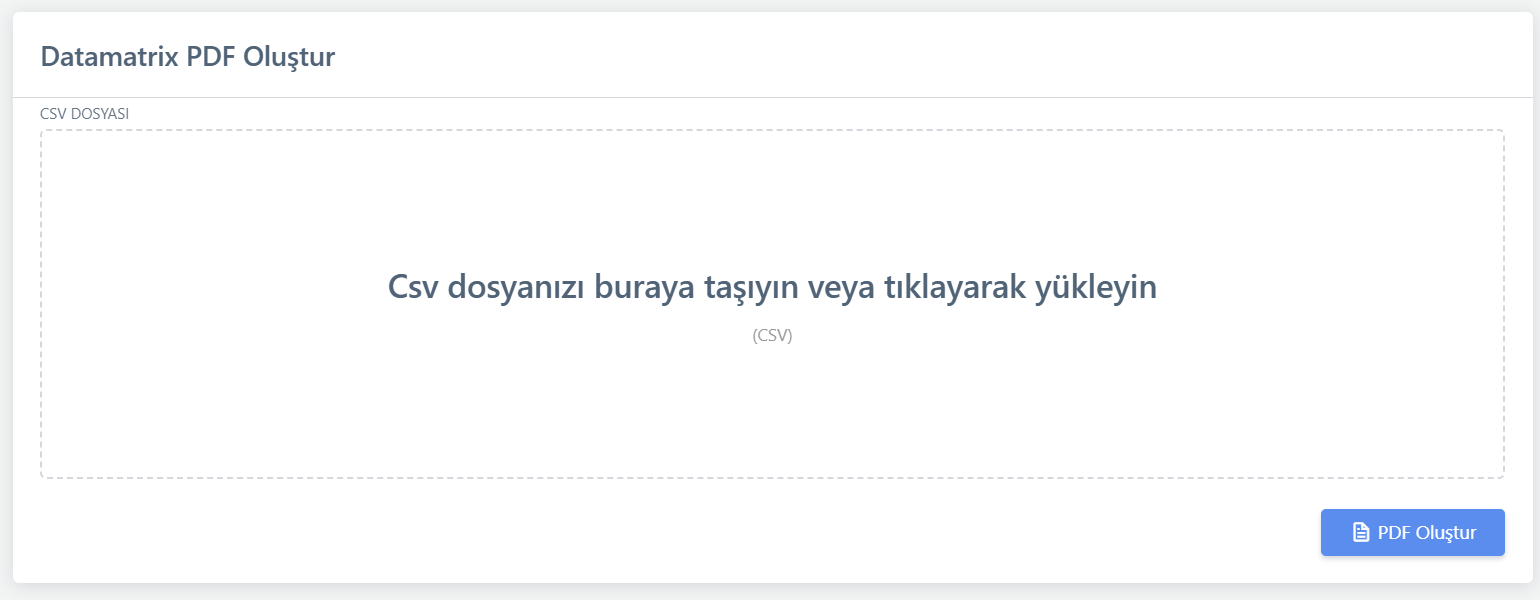 Datamatrix PDF Oluştur
CSV DOSYASI
Csv dosyanızı buraya taşıyın veya tıklayarak yükleyin
(CSV)
PDF Oluştur